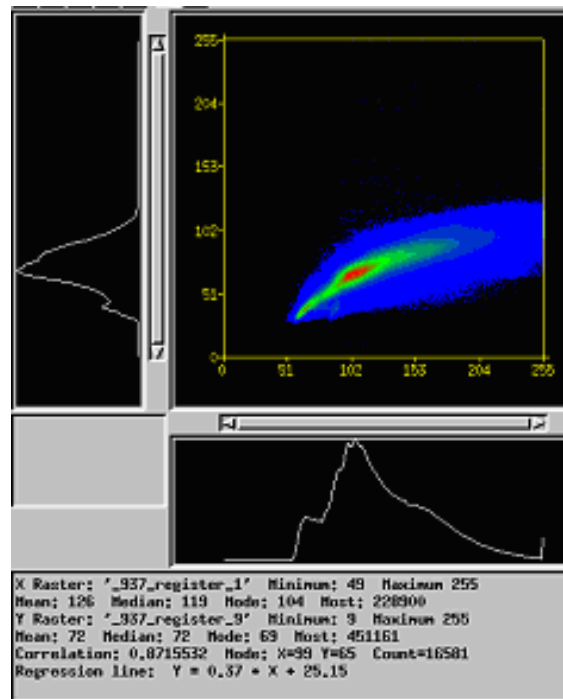 255
204
153
102
51
0
0 51 102 153 204 255
X Raster: '_937_register_1' Minimum: 49 Maximum 255
Mean: 126 Median: 119 Mode: 104 Most: 228900
Y Raster: '_937_register_9' Minimum: 9 Maximum 255
Mean: 72 Median: 72 Mode: 69 Most: 451161
Correlation: 0.8715532 Mode: X=99 Y=65 Count=16581
Regression line: Y = 0.37 * X + 25.15